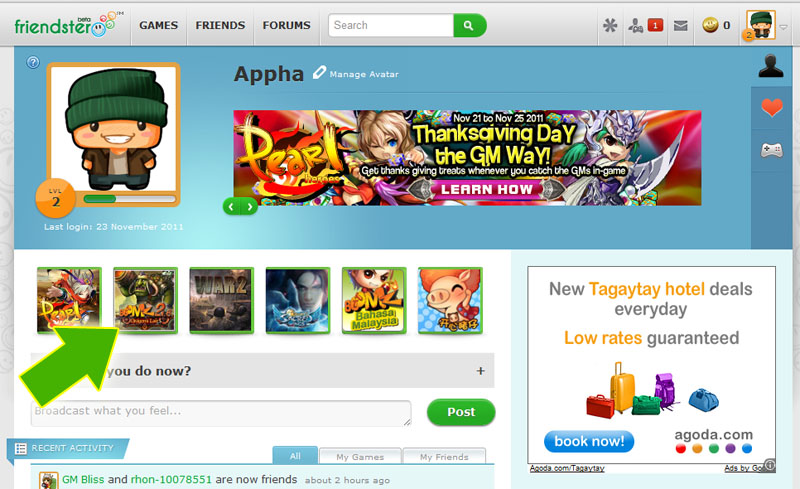 friendster beta
GAMES
FRIENDS
FORUMS
Search
1
0
2
?
Appha
Manage Avatar
LVL
2
Last login: 23 November 2011
Pearl
Heroes
Nov 21 to Nov 25 2011
Thanksgiving DaY
the GM WaY!
Get thanks giving treats whenever you catch the GMs in-game
LEARN HOW
Pearl
WAR2
Bahasa
Malaysia
you do now?
+
Broadcast what you feel...
Post
RECENT ACTIVITY
All
My Games
My Friends
GM Bliss and rhon-10078551 are now friends about 2 hours ago
New Tagaytay hotel deals
everyday
Low rates guaranteed
book now!
agoda.com
Agoda.com/Tagaytay